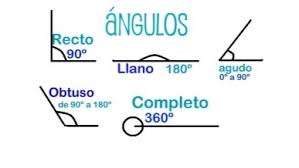 ÁNGULOS
Recto
90º
Llano 180º
agudo
0º a 90º
Obtuso
de 90º a 180º
Completo
360º